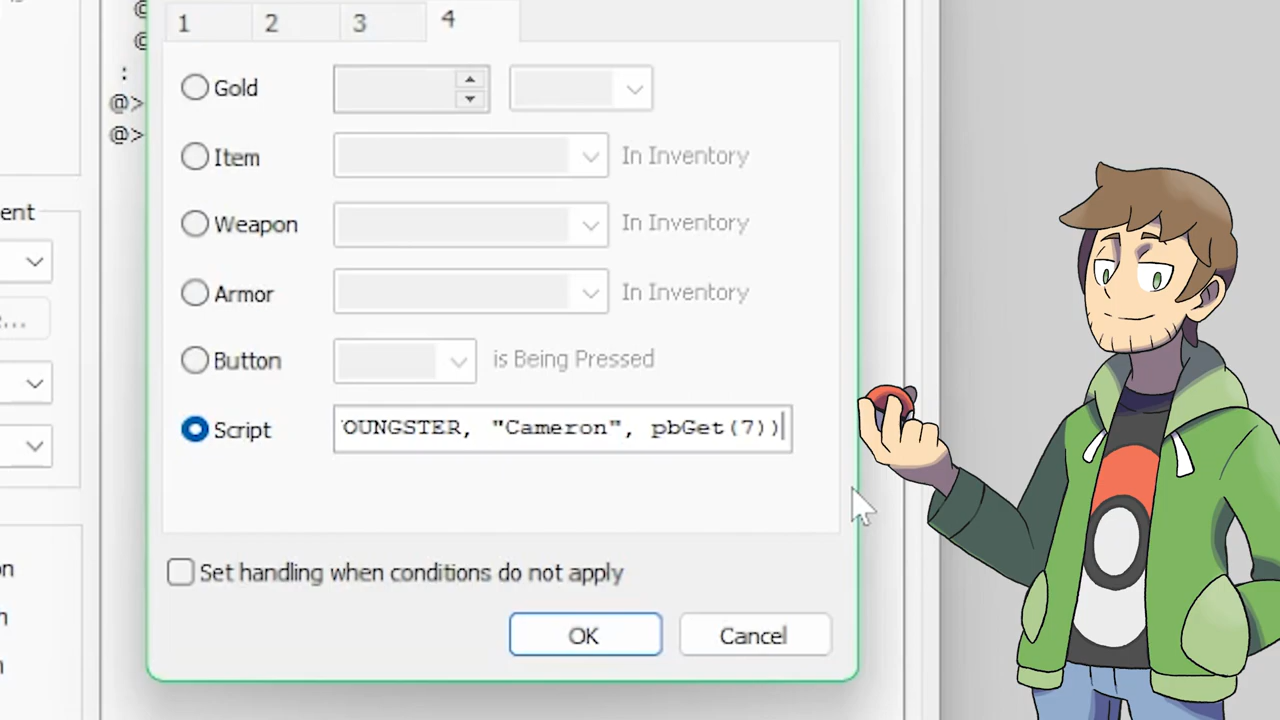 1 2 3 4
Gold
Item In Inventory
Weapon In Inventory
Armor In Inventory
Button is Being Pressed
Script OUNGSTER, "Cameron", pbGet(7))
Set handling when conditions do not apply
OK Cancel
:
@>
@>
ent
...
n